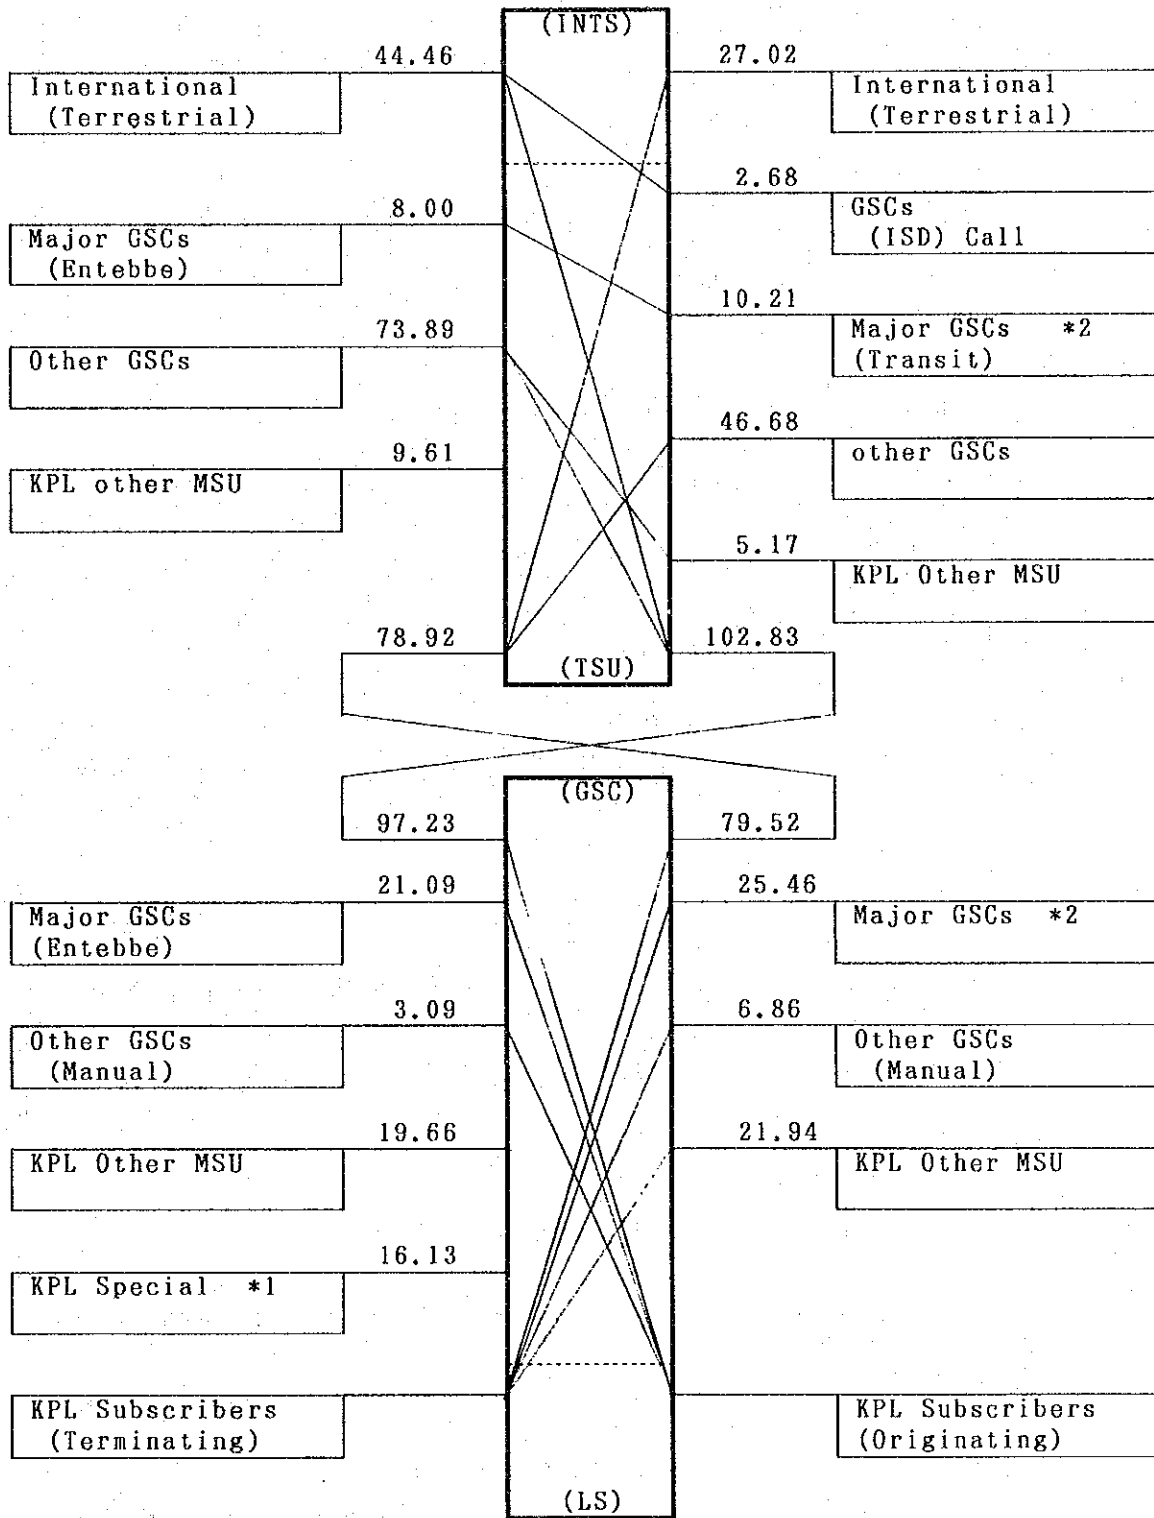 (INTS)
44.46
27.02
International
(Terrestrial)
International
(Terrestrial)
2.68
8.00
GSCs
(ISD) Call
Major GSCs
(Entebbe)
10.21
73.89
Major GSCs *2
(Transit)
Other GSCs
46.68
9.61
other GSCs
KPL other MSU
5.17
KPL Other MSU
78.92
102.83
(TSU)
(GSC)
97.23
79.52
21.09
25.46
Major GSCs
(Entebbe)
Major GSCs *2
3.09
6.86
Other GSCs
(Manual)
Other GSCs
(Manual)
19.66
21.94
KPL Other MSU
KPL Other MSU
16.13
KPL Special *1
KPL Subscribers
(Terminating)
KPL Subscribers
(Originating)
(LS)